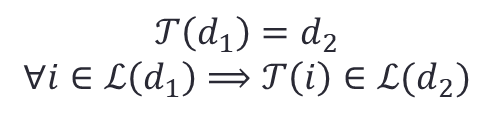 𝒯(d₁) = d₂
∀i ∈ ℒ(d₁) ⟹ 𝒯(i) ∈ ℒ(d₂)